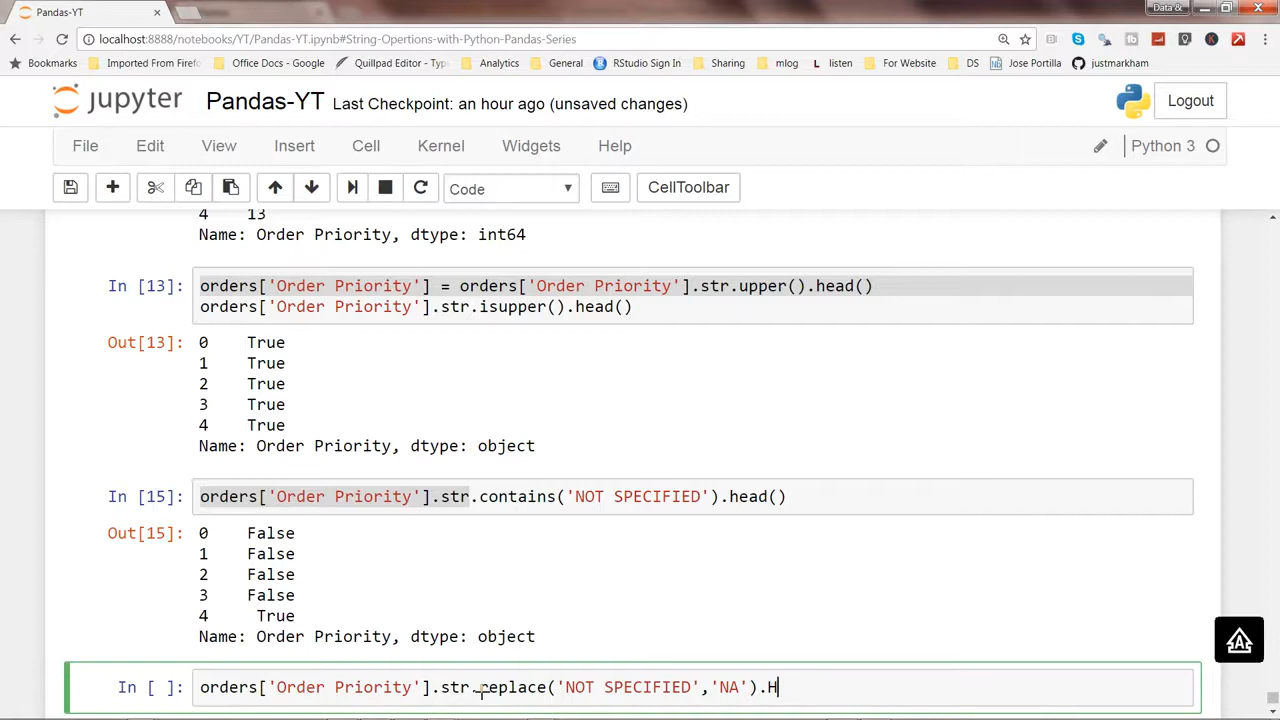 Pandas-YT
Data &
localhost:8888/notebooks/YT/Pandas-YT.ipynb#String-Opertions-with-Python-Pandas-Series
Bookmarks Imported From Firef Office Docs - Google Quillpad Editor - Typ Analytics General RStudio Sign In Sharing mlog L listen For Website DS Jose Portilla justmarkham
jupyter Pandas-YT Last Checkpoint: an hour ago (unsaved changes) Logout
File Edit View Insert Cell Kernel Widgets Help Python 3
Code CellToolbar
4 13
Name: Order Priority, dtype: int64
In [13]: orders['Order Priority'] = orders['Order Priority'].str.upper().head()
orders['Order Priority'].str.isupper().head()
Out[13]: 0 True
1 True
2 True
3 True
4 True
Name: Order Priority, dtype: object
In [15]: orders['Order Priority'].str.contains('NOT SPECIFIED').head()
Out[15]: 0 False
1 False
2 False
3 False
4 True
Name: Order Priority, dtype: object
In [ ]: orders['Order Priority'].str.replace('NOT SPECIFIED','NA').H